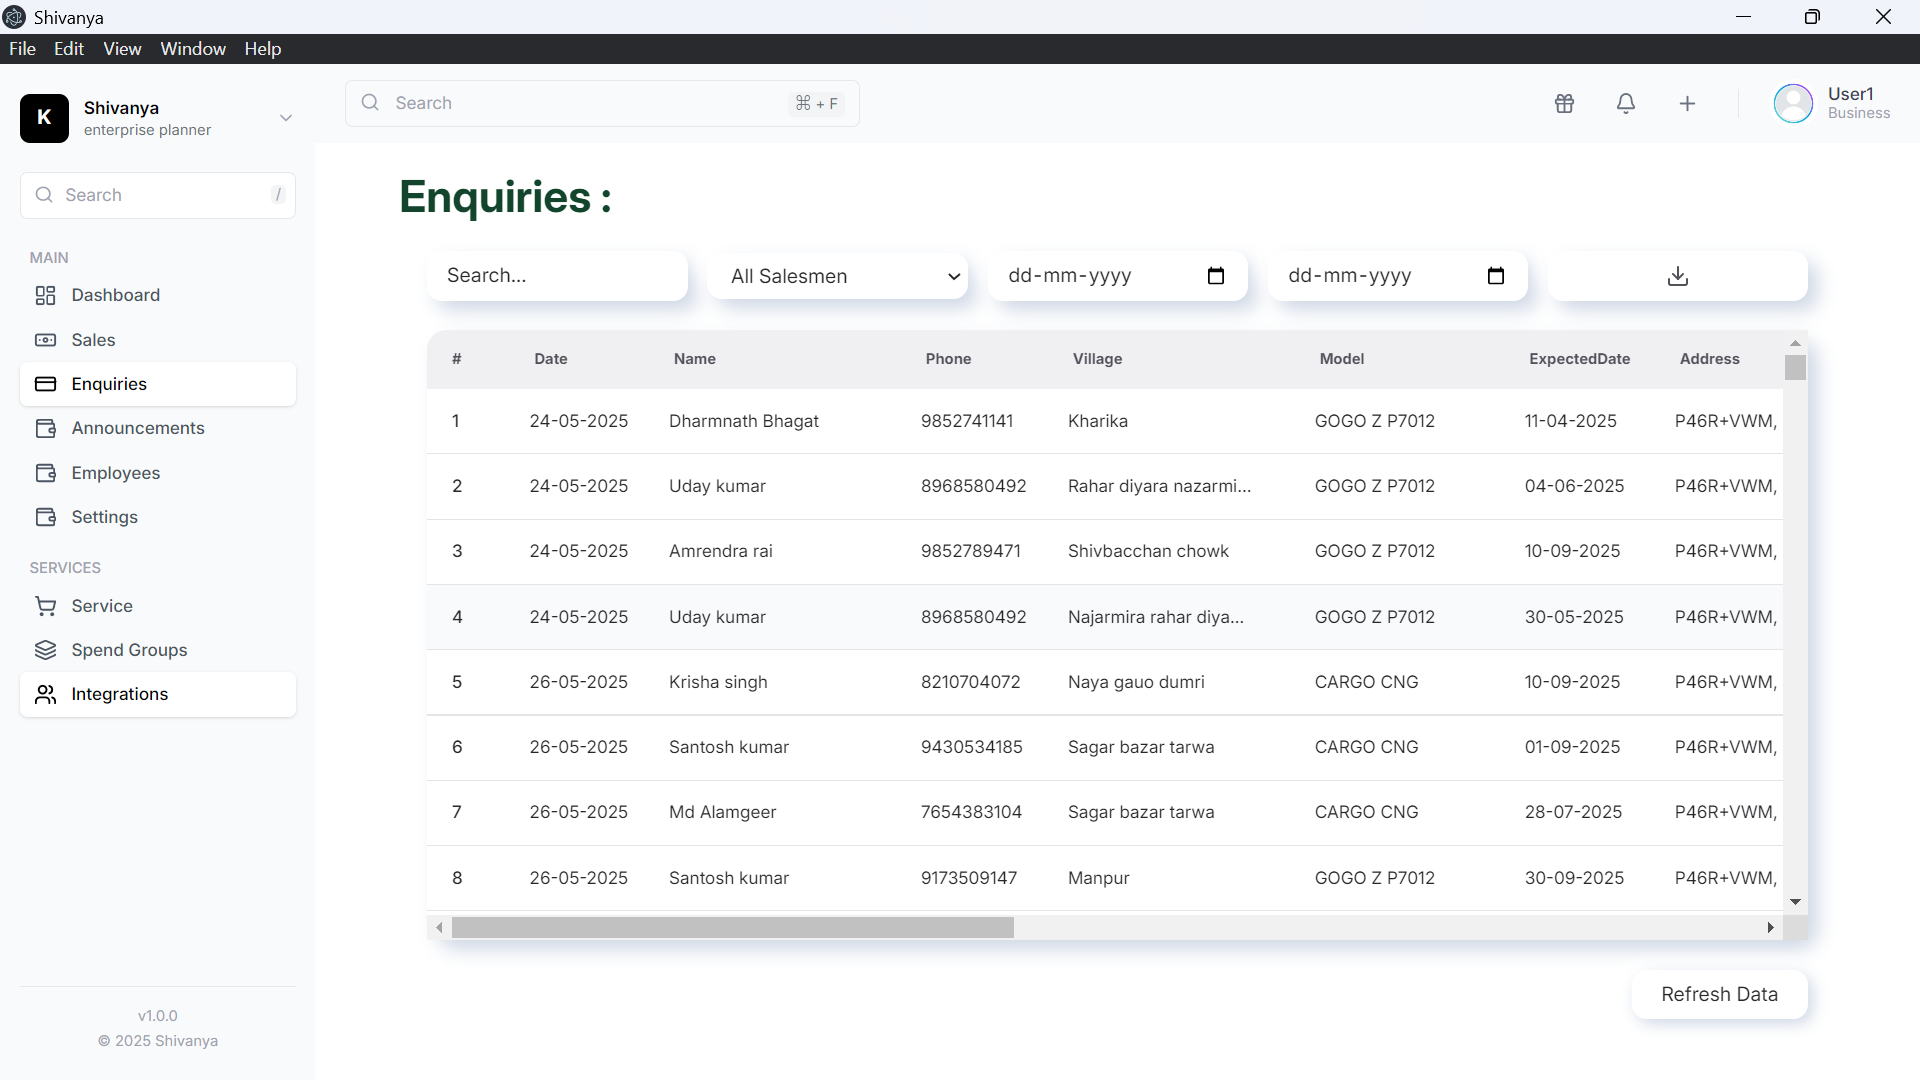 Shivanya
File Edit View Window Help
K
Shivanya
enterprise planner
Search /
MAIN
Dashboard
Sales
Enquiries
Announcements
Employees
Settings
SERVICES
Service
Spend Groups
Integrations
v1.0.0
© 2025 Shivanya
Search ⌘ + F
User1
Business
Enquiries :
Search... All Salesmen dd-mm-yyyy dd-mm-yyyy
# Date Name Phone Village Model ExpectedDate Address
1 24-05-2025 Dharmnath Bhagat 9852741141 Kharika GOGO Z P7012 11-04-2025 P46R+VWM,
2 24-05-2025 Uday kumar 8968580492 Rahar diyara nazarmi... GOGO Z P7012 04-06-2025 P46R+VWM,
3 24-05-2025 Amrendra rai 9852789471 Shivbacchan chowk GOGO Z P7012 10-09-2025 P46R+VWM,
4 24-05-2025 Uday kumar 8968580492 Najarmira rahar diya... GOGO Z P7012 30-05-2025 P46R+VWM,
5 26-05-2025 Krisha singh 8210704072 Naya gauo dumri CARGO CNG 10-09-2025 P46R+VWM,
6 26-05-2025 Santosh kumar 9430534185 Sagar bazar tarwa CARGO CNG 01-09-2025 P46R+VWM,
7 26-05-2025 Md Alamgeer 7654383104 Sagar bazar tarwa CARGO CNG 28-07-2025 P46R+VWM,
8 26-05-2025 Santosh kumar 9173509147 Manpur GOGO Z P7012 30-09-2025 P46R+VWM,
Refresh Data